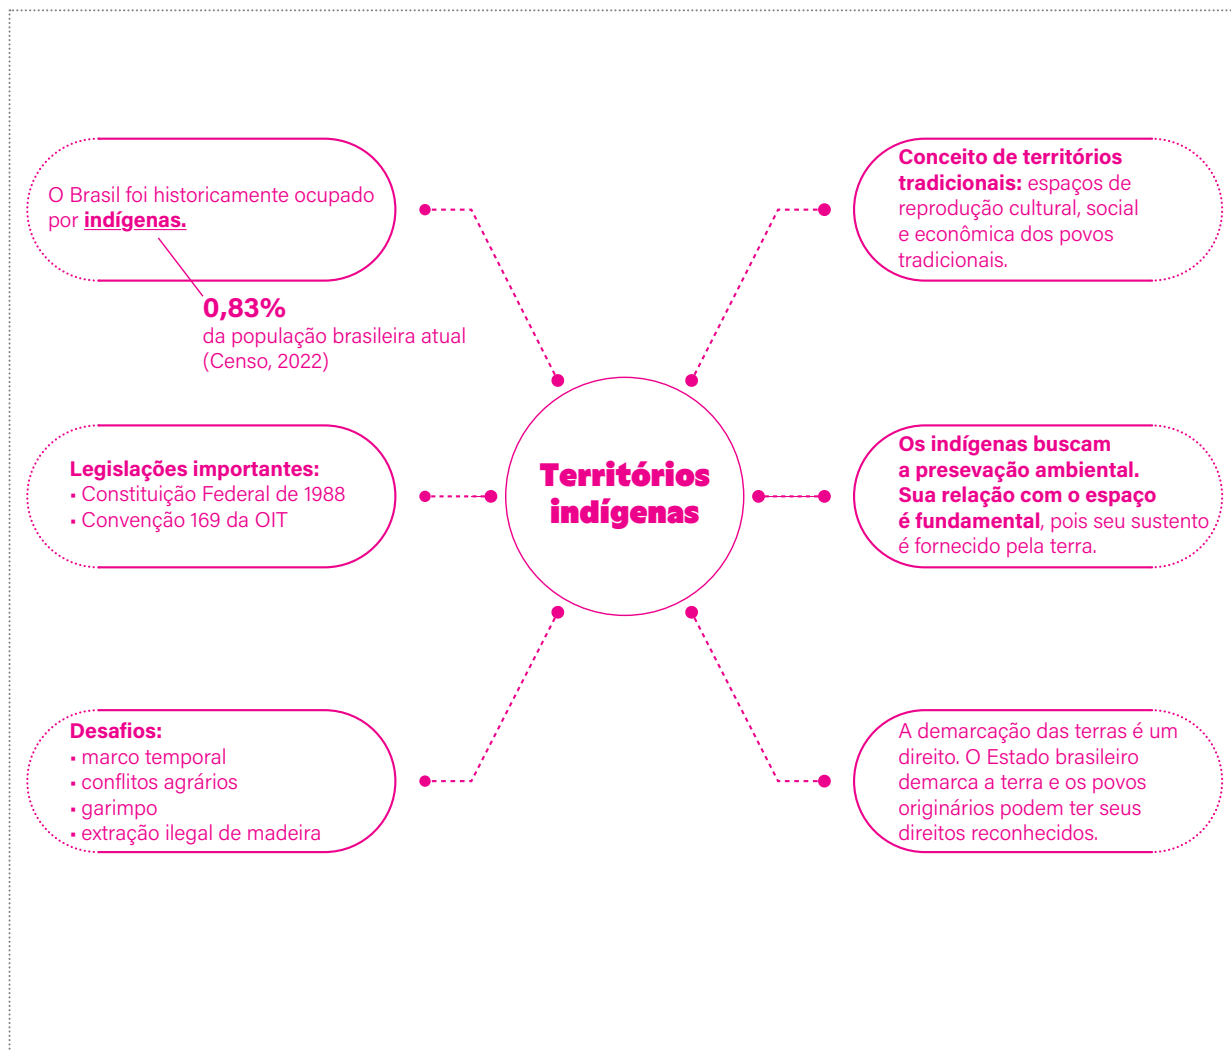 O Brasil foi historicamente ocupado
por indígenas.
0,83%
da população brasileira atual
(Censo, 2022)
Legislações importantes:
▪ Constituição Federal de 1988
▪ Convenção 169 da OIT
Desafios:
▪ marco temporal
▪ conflitos agrários
▪ garimpo
▪ extração ilegal de madeira
Territórios
indígenas
Conceito de territórios
tradicionais: espaços de
reprodução cultural, social
e econômica dos povos
tradicionais.
Os indígenas buscam
a presevação ambiental.
Sua relação com o espaço
é fundamental, pois seu sustento
é fornecido pela terra.
A demarcação das terras é um
direito. O Estado brasileiro
demarca a terra e os povos
originários podem ter seus
direitos reconhecidos.